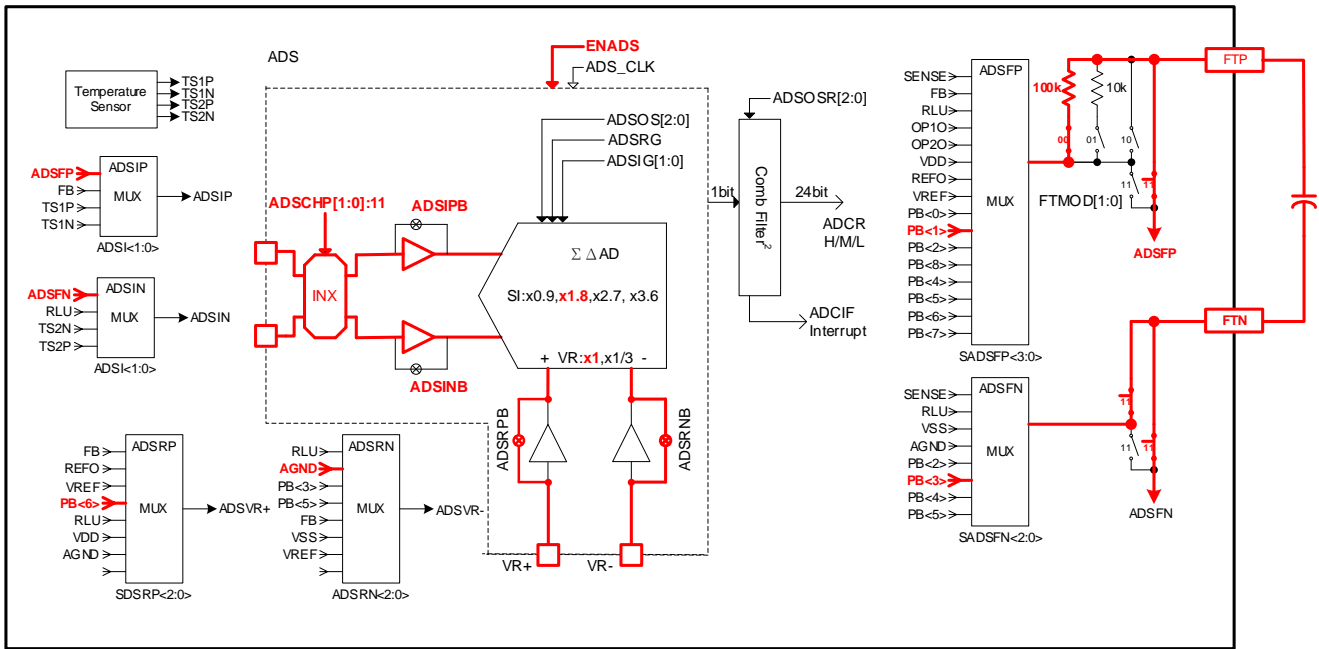 Temperature
Sensor
TS1P
TS1N
TS2P
TS2N
ADSFP
FB
TS1P
TS1N
ADSIP
MUX
ADSI<1:0>
ADSIP
ADSFN
RLU
TS2N
TS2P
ADSIN
MUX
ADSI<1:0>
ADSIN
FB
REFO
VREF
PB<6>
RLU
VDD
AGND
ADSRP
MUX
SDSRP<2:0>
ADSVR+
RLU
AGND
PB<3>
PB<5>
FB
VSS
VREF
ADSRN
MUX
ADSRN<2:0>
ADSVR-
ADS
ENADS
ADS_CLK
ADSOS[2:0]
ADSRG
ADSIG[1:0]
ADSCHP[1:0]:11
INX
ADSIPB
ADSINB
Σ ΔAD
SI:x0.9,x1.8,x2.7, x3.6
+ VR:x1,x1/3 -
ADSRPB
ADSRNB
VR+
VR-
1bit
ADSOSR[2:0]
Comb Filter²
24bit
ADCR
H/M/L
ADCIF
Interrupt
SENSE
FB
RLU
OP1O
OP2O
VDD
REFO
VREF
PB<0>
PB<1>
PB<2>
PB<8>
PB<4>
PB<5>
PB<6>
PB<7>
ADSFP
MUX
SADSFP<3:0>
100k
10k
00
01
10
11
11
FTMOD[1:0]
ADSFP
FTP
SENSE
RLU
VSS
AGND
PB<2>
PB<3>
PB<4>
PB<5>
ADSFN
MUX
SADSFN<2:0>
11
11
11
ADSFN
FTN